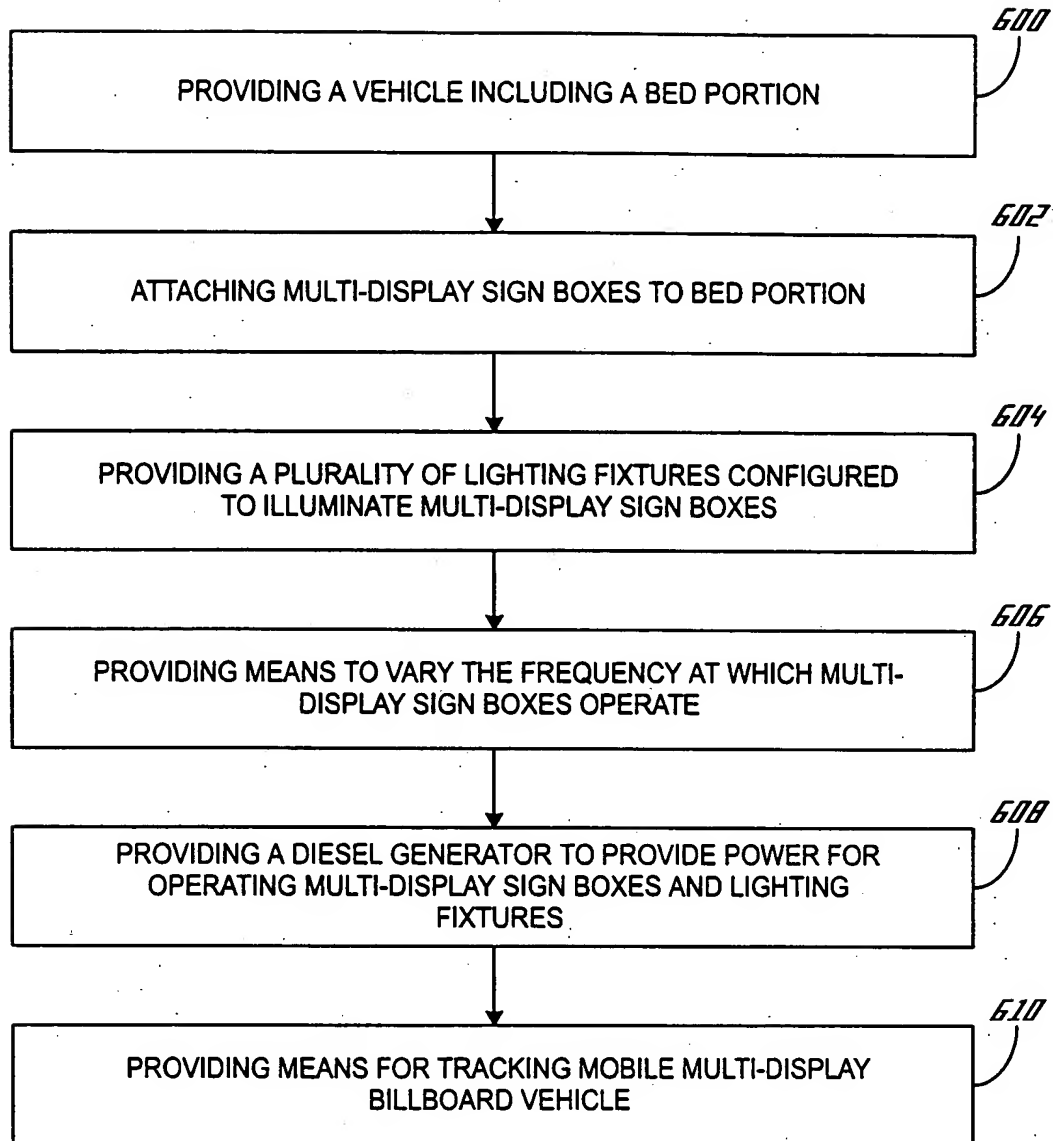 600
PROVIDING A VEHICLE INCLUDING A BED PORTION
602
ATTACHING MULTI-DISPLAY SIGN BOXES TO BED PORTION
604
PROVIDING A PLURALITY OF LIGHTING FIXTURES CONFIGURED
TO ILLUMINATE MULTI-DISPLAY SIGN BOXES
606
PROVIDING MEANS TO VARY THE FREQUENCY AT WHICH MULTI-
DISPLAY SIGN BOXES OPERATE
608
PROVIDING A DIESEL GENERATOR TO PROVIDE POWER FOR
OPERATING MULTI-DISPLAY SIGN BOXES AND LIGHTING
FIXTURES
610
PROVIDING MEANS FOR TRACKING MOBILE MULTI-DISPLAY
BILLBOARD VEHICLE